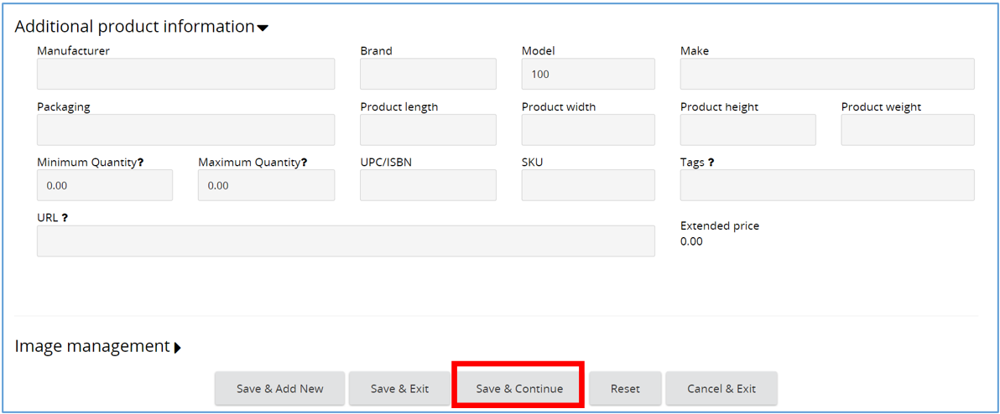 Additional product information
Manufacturer Brand Model Make
100
Packaging Product length Product width Product height Product weight
Minimum Quantity? Maximum Quantity? UPC/ISBN SKU Tags ?
0.00 0.00
URL ?
Extended price
0.00
Image management
Save & Add New Save & Exit Save & Continue Reset Cancel & Exit